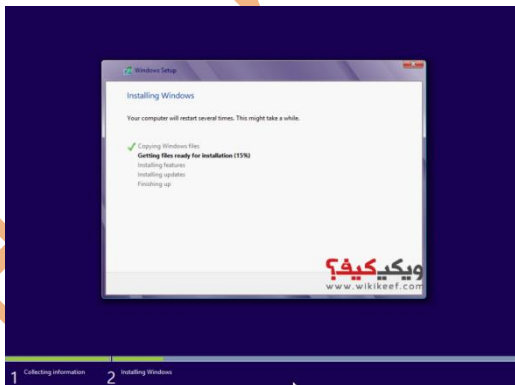 Windows Setup
Installing Windows
Your computer will restart several times. This might take a while.
Copying Windows files
Getting files ready for installation (15%)
Installing features
Installing updates
Finishing up
ويكيكيف؟
www.wikikeef.com
1 Collecting information
2 Installing Windows